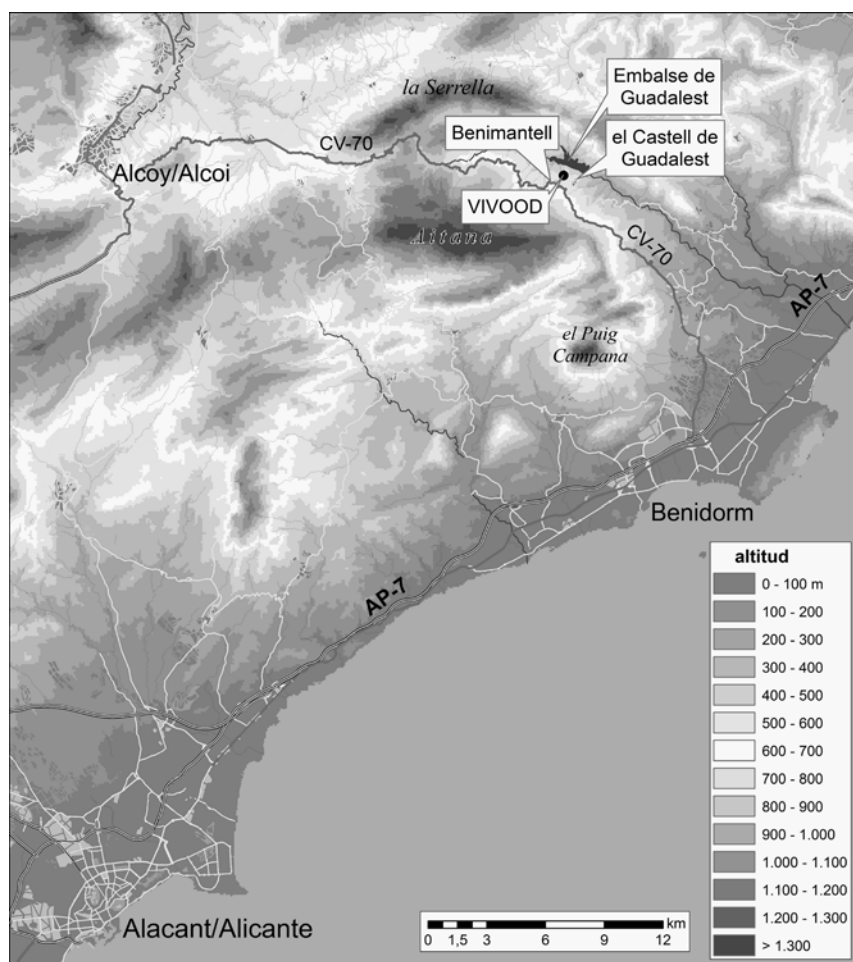 la Serrella
Embalse de
Guadalest
Benimantell
el Castell de
Guadalest
CV-70
Alcoy/Alcoi
VIVOOD
Aitana
CV-70
AP-7
el Puig
Campana
Benidorm
AP-7
altitud
0 - 100 m
100 - 200
200 - 300
300 - 400
400 - 500
500 - 600
600 - 700
700 - 800
800 - 900
900 - 1.000
1.000 - 1.100
1.100 - 1.200
1.200 - 1.300
> 1.300
Alacant/Alicante
km
0 1,5 3 6 9 12